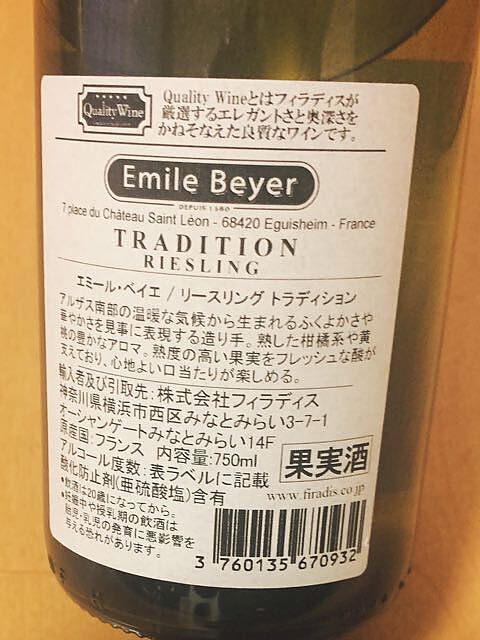 Quality Wine
Quality Wineとはフィラディスが
厳選するエレガントさと奥深さを
かねそなえた良質なワインです。
Emile Beyer
DEPUIS 1580
7 place du Château Saint Léon - 68420 Eguisheim - France
TRADITION
RIESLING
エミール・ベイエ / リースリング トラディション
アルザス南部の温暖な気候から生まれるふくよかさや
華やかさを見事に表現する造り手。熟した柑橘系や黄
桃の豊かなアロマ。熟度の高い果実をフレッシュな酸が
支えており、心地よい口当たりが楽しめる。
輸入者及び引取先:株式会社フィラディス
神奈川県横浜市西区みなとみらい3-7-1
オーシャンゲートみなとみらい14F
原産国:フランス 内容量:750ml
アルコール度数:表ラベルに記載
酸化防止剤(亜硫酸塩)含有
果実酒
www.firadis.co.jp
●飲酒は20歳になってから。
●妊娠中や授乳期の飲酒は
胎児・乳児の発育に悪影響を
与える恐れがあります。
3 760135 670932